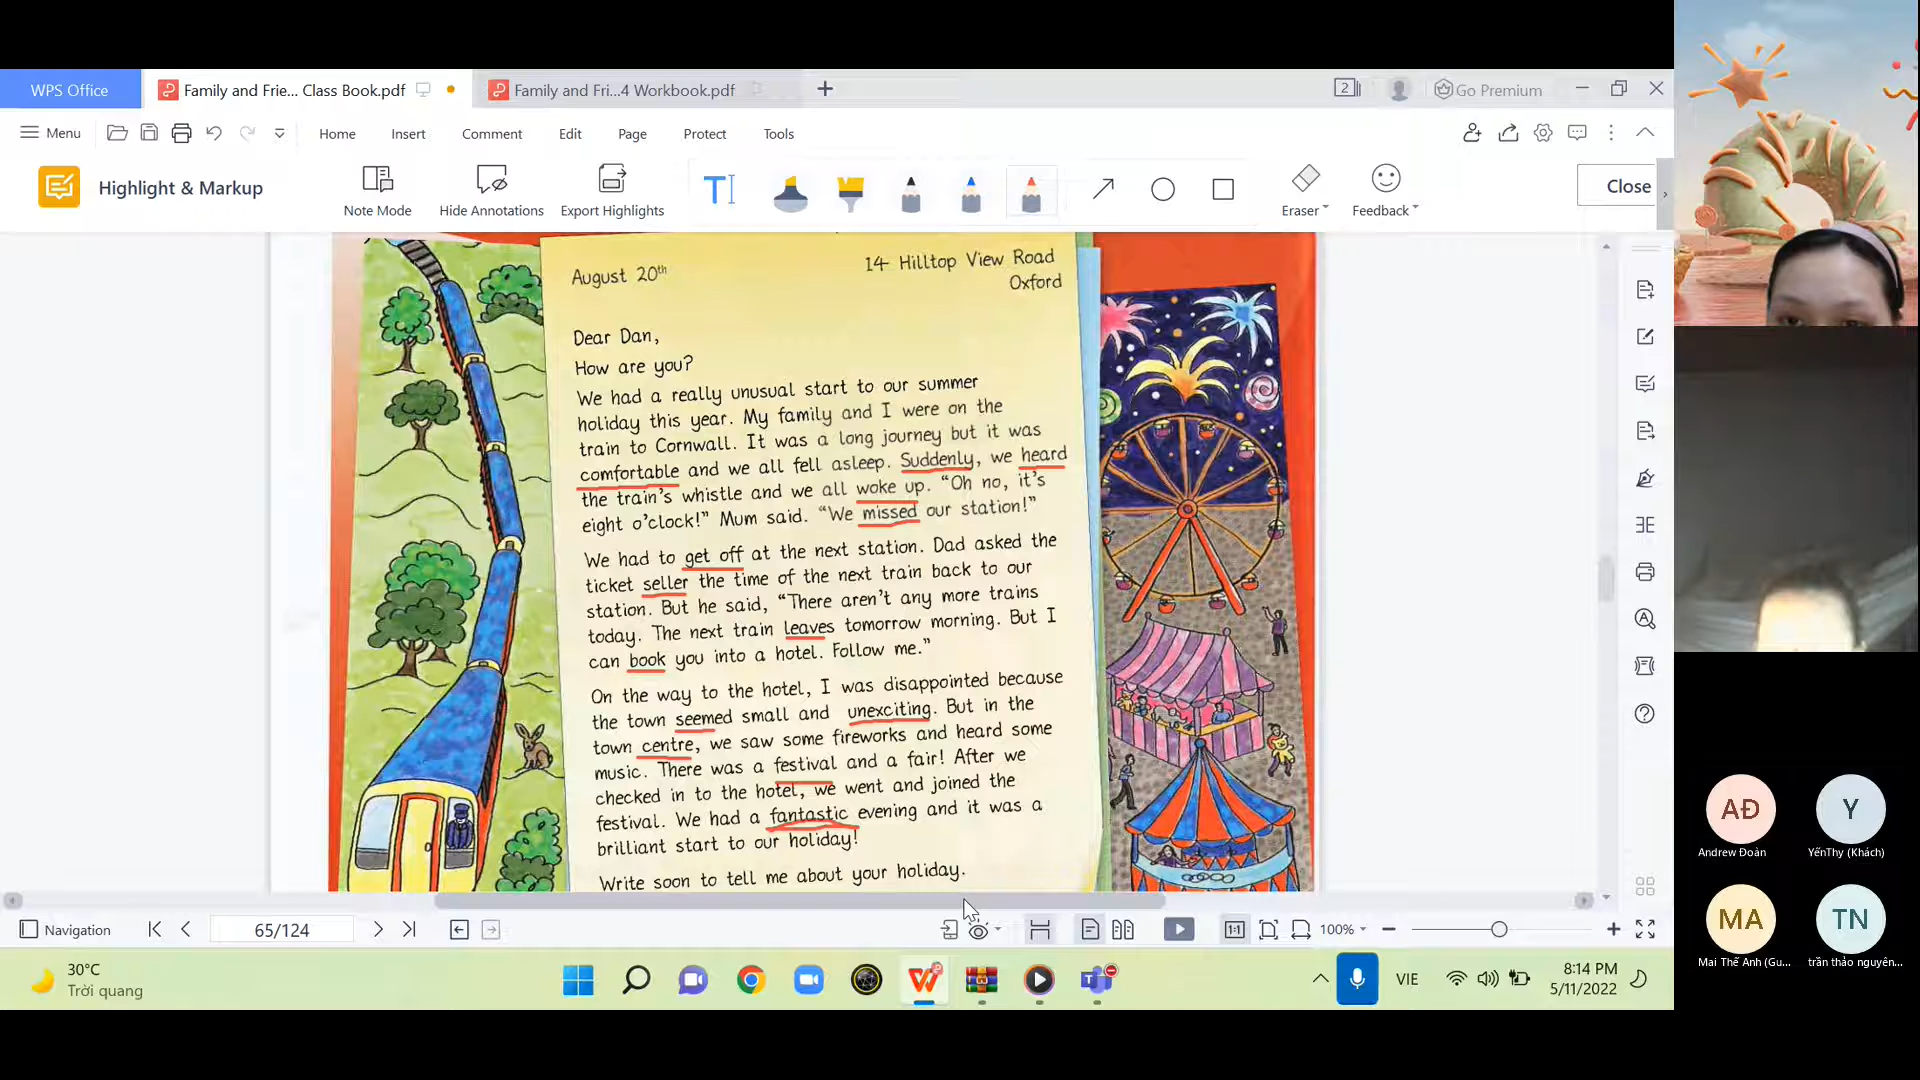 WPS Office
Family and Frie... Class Book.pdf
Family and Fri...4 Workbook.pdf
+
2
Go Premium
Menu
Home
Insert
Comment
Edit
Page
Protect
Tools
Highlight & Markup
Note Mode
Hide Annotations
Export Highlights
Eraser
Feedback
Close
August 20th
14 Hilltop View Road
Oxford
Dear Dan,
How are you?
We had a really unusual start to our summer
holiday this year. My family and I were on the
train to Cornwall. It was a long journey but it was
comfortable and we all fell asleep. Suddenly, we heard
the train's whistle and we all woke up. "Oh no, it's
eight o'clock!" Mum said. "We missed our station!"
We had to get off at the next station. Dad asked the
ticket seller the time of the next train back to our
station. But he said, "There aren't any more trains
today. The next train leaves tomorrow morning. But I
can book you into a hotel. Follow me."
On the way to the hotel, I was disappointed because
the town seemed small and unexciting. But in the
town centre, we saw some fireworks and heard some
music. There was a festival and a fair! After we
checked in to the hotel, we went and joined the
festival. We had a fantastic evening and it was a
brilliant start to our holiday!
Write soon to tell me about your holiday.
Navigation
65/124
1:1
100%
30°C
Trời quang
VIE
8:14 PM
5/11/2022
AĐ
Andrew Đoàn
Y
YếnThy (Khách)
MA
Mai Thế Anh (Gu...
TN
trần thảo nguyên...